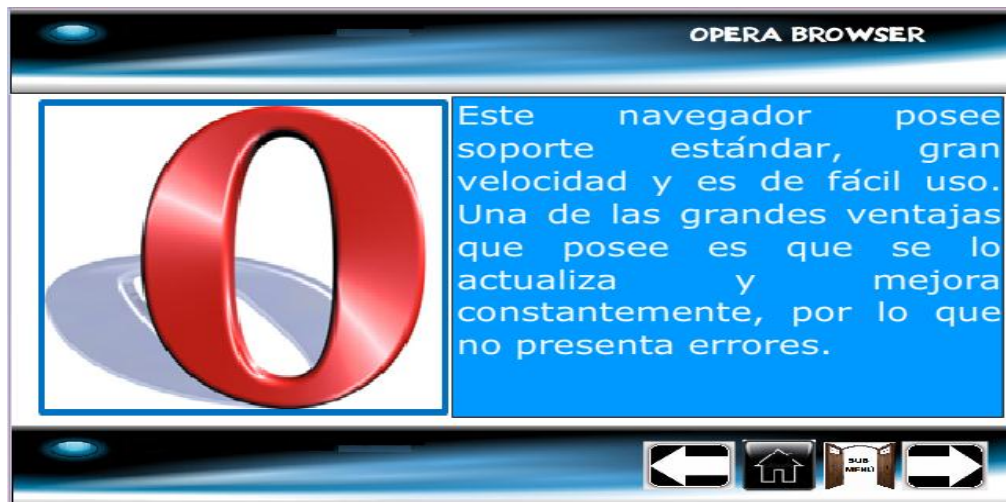 OPERA BROWSER
Este navegador posee
soporte estándar, gran
velocidad y es de fácil uso.
Una de las grandes ventajas
que posee es que se lo
actualiza y mejora
constantemente, por lo que
no presenta errores.
SUB
MENÚ